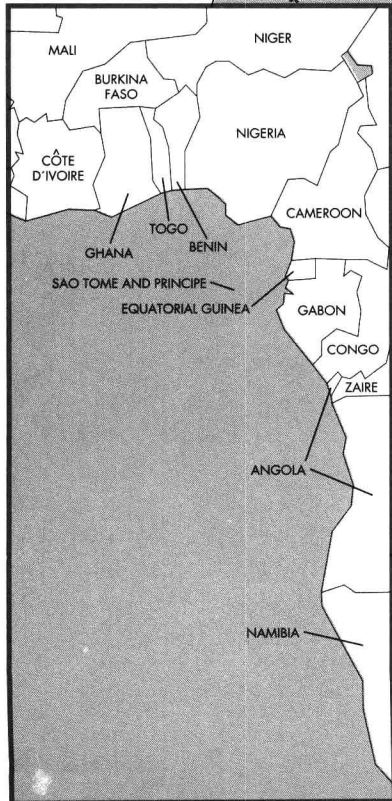 MALI
NIGER
BURKINA
FASO
NIGERIA
CÔTE
D'IVOIRE
CAMEROON
TOGO
BENIN
GHANA
SAO TOME AND PRINCIPE
EQUATORIAL GUINEA
GABON
CONGO
ZAIRE
ANGOLA
NAMIBIA